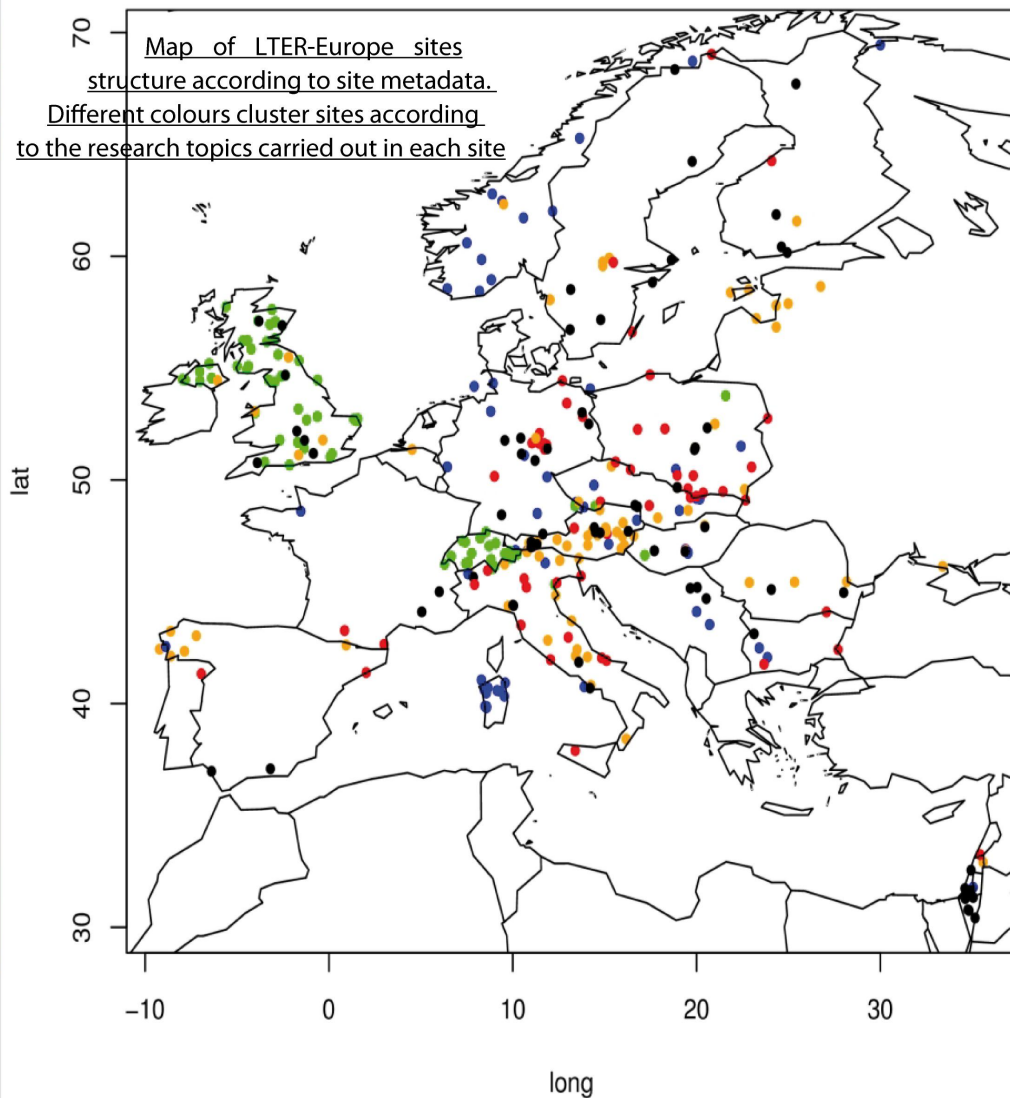 Map of LTER-Europe sites
structure according to site metadata.
Different colours cluster sites according
to the research topics carried out in each site
70
60
50
40
30
lat
−10 0 10 20 30
long